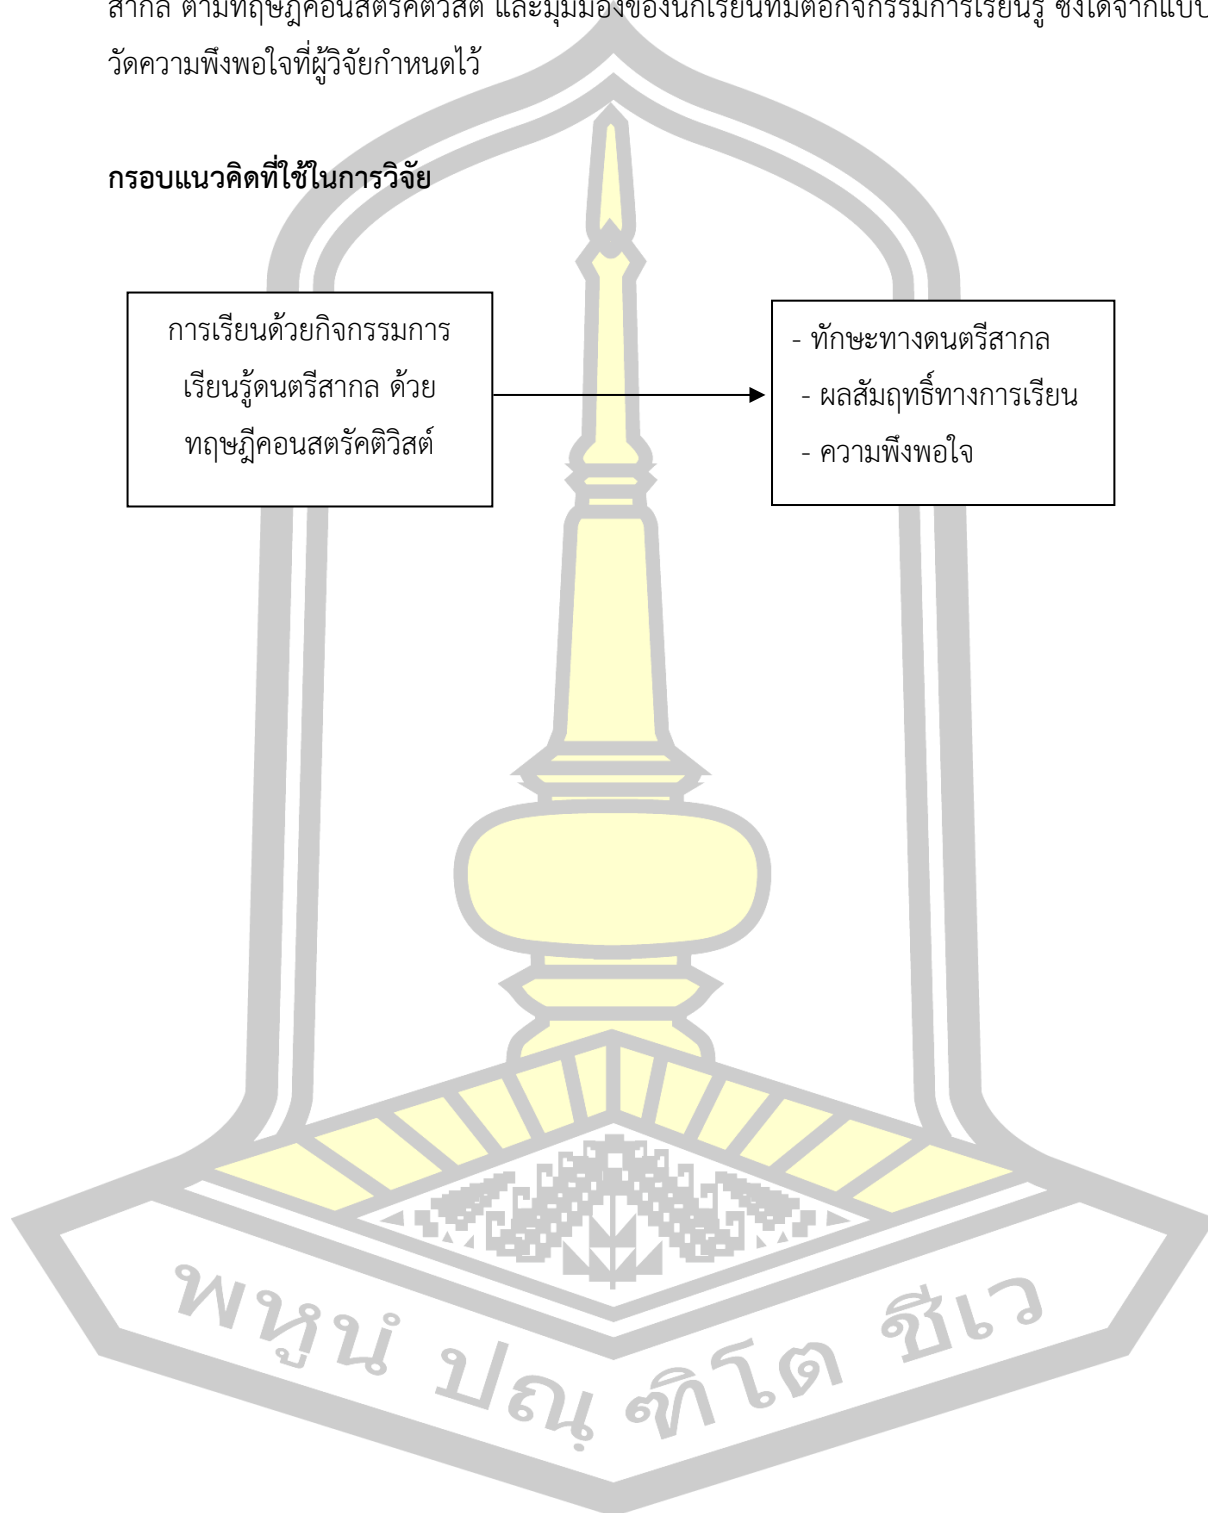 สากล ตามทฤษฎีคอนสตรัคติวิสต์ และมุมมองของนักเรียนที่มีต่อกิจกรรมการเรียนรู้ ซึ่งได้จากแบบ
วัดความพึงพอใจที่ผู้วิจัยกำหนดไว้
กรอบแนวคิดที่ใช้ในการวิจัย
การเรียนด้วยกิจกรรมการ
เรียนรู้ดนตรีสากล ด้วย
ทฤษฎีคอนสตรัคติวิสต์
- ทักษะทางดนตรีสากล
- ผลสัมฤทธิ์ทางการเรียน
- ความพึงพอใจ
พหูนํ ปณฺฑิโต ชีเว